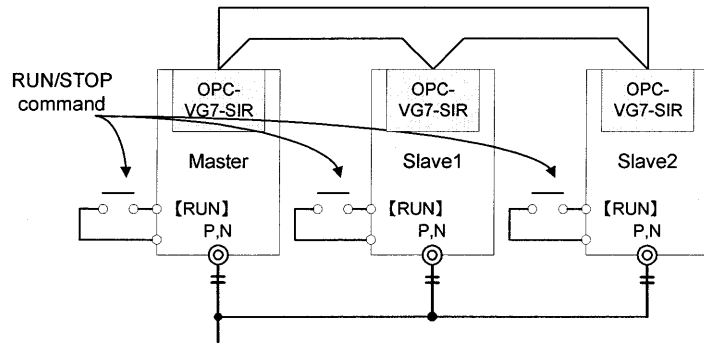 RUN/STOP
command
OPC-
VG7-SIR
Master
【RUN】
P,N
OPC-
VG7-SIR
Slave1
【RUN】
P,N
OPC-
VG7-SIR
Slave2
【RUN】
P,N